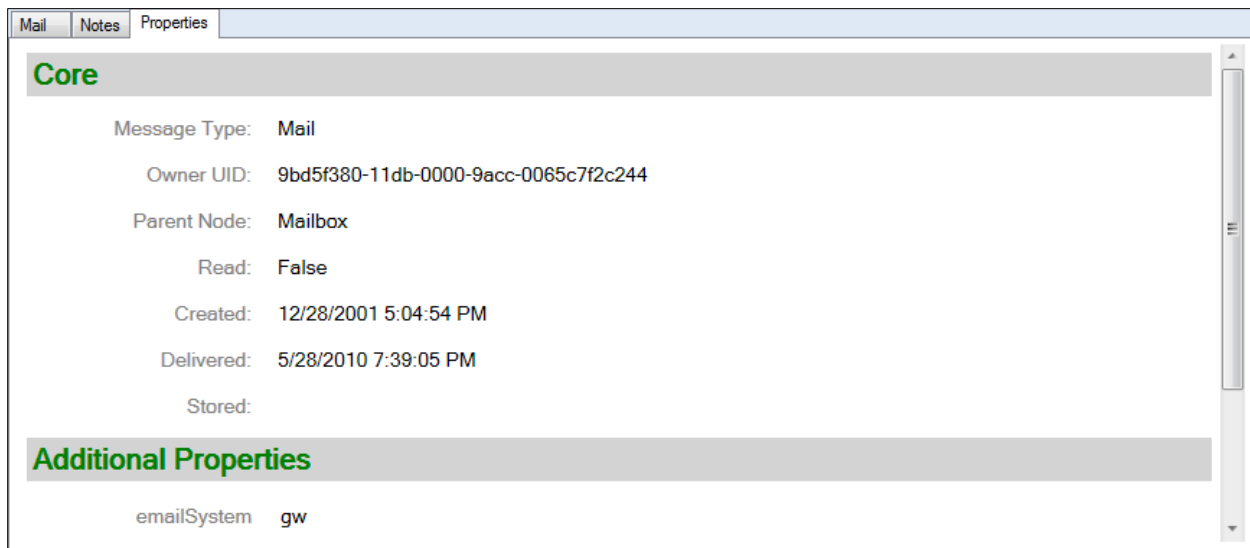 Mail Notes Properties
Core
Message Type: Mail
Owner UID: 9bd5f380-11db-0000-9acc-0065c7f2c244
Parent Node: Mailbox
Read: False
Created: 12/28/2001 5:04:54 PM
Delivered: 5/28/2010 7:39:05 PM
Stored:
Additional Properties
emailSystem gw